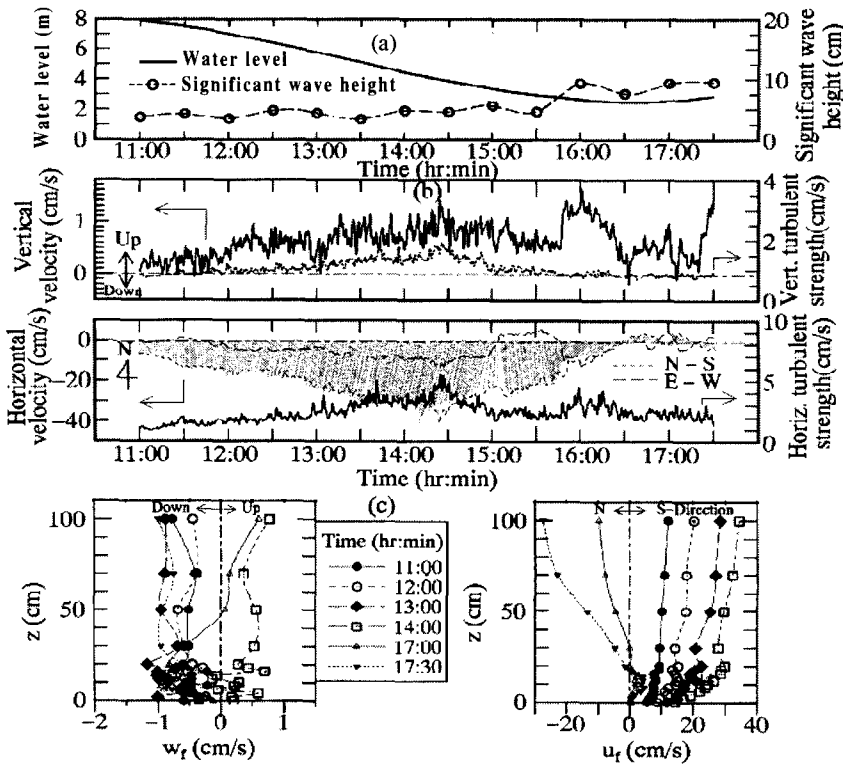 (a)
Water level (m)
8
6
4
2
0
Water level
Significant wave height
20
10
0
Significant wave
height (cm)
11:00 12:00 13:00 14:00 15:00 16:00 17:00
Time (hr:min)
(b)
Vertical
velocity (cm/s)
1
0
Up
Down
4
3
2
1
0
Vert. turbulent
strength(cm/s)
Horizontal
velocity (cm/s)
0
-20
-40
N
N - S
E - W
10
5
0
Horiz. turbulent
strength(cm/s)
11:00 12:00 13:00 14:00 15:00 16:00 17:00
Time (hr:min)
(c)
Down Up
z (cm)
100
50
0
−2 −1 0 1
w_f (cm/s)
Time (hr:min)
11:00
12:00
13:00
14:00
17:00
17:30
N S-Direction
z (cm)
100
50
0
−20 0 20 40
u_f (cm/s)